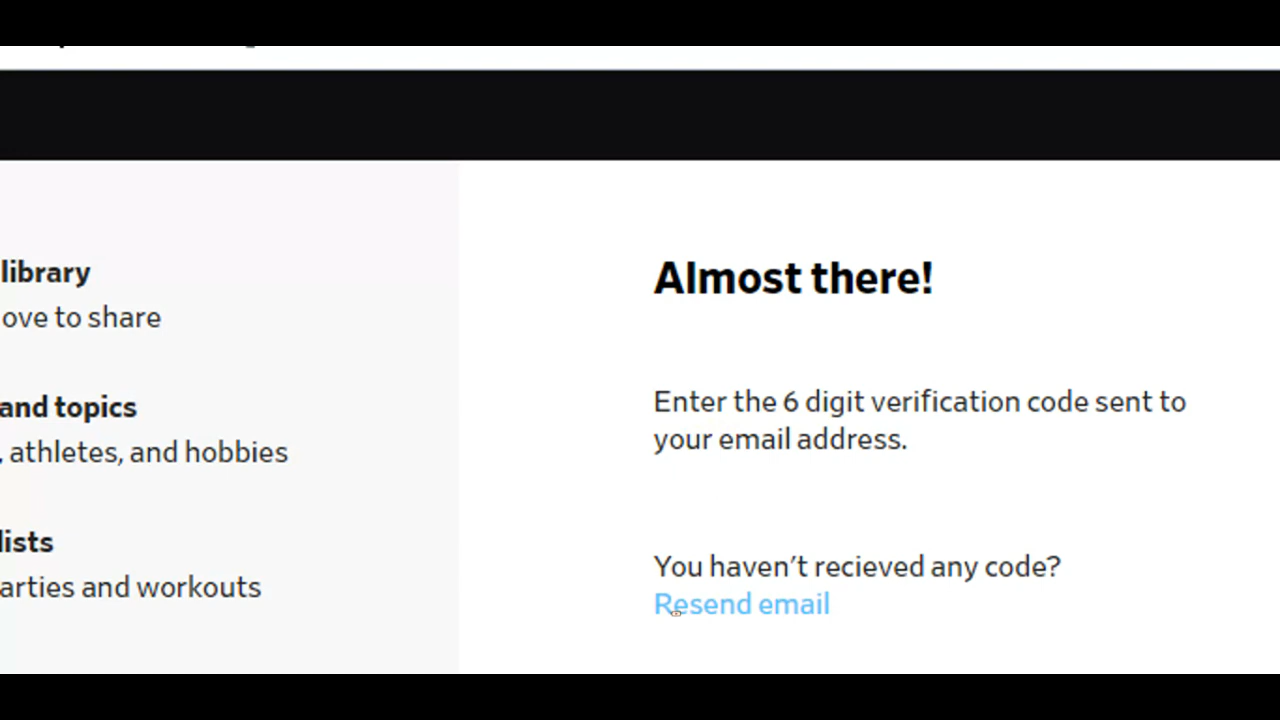 library
ove to share
and topics
, athletes, and hobbies
lists
arties and workouts
Almost there!
Enter the 6 digit verification code sent to
your email address.
You haven't recieved any code?
Resend email